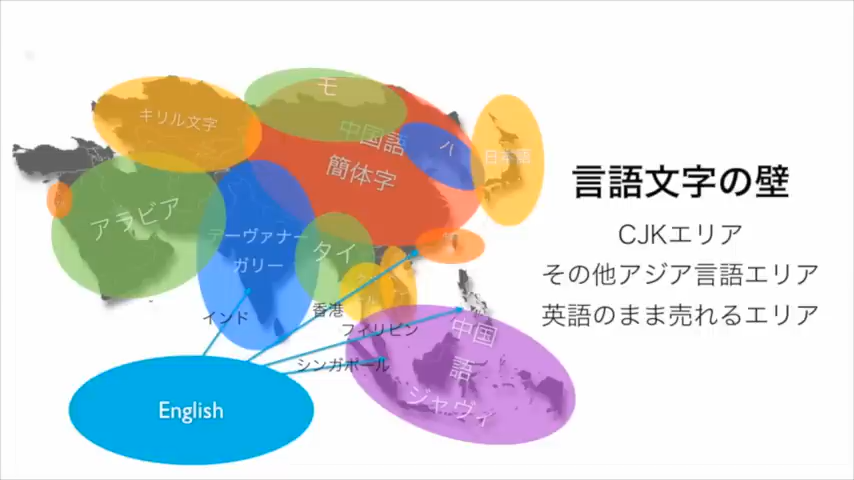 言語文字の壁
CJKエリア
その他アジア言語エリア
英語のまま売れるエリア
モ
キリル文字
中国語
簡体字
ハ
日本語
アラビア
デーヴァナー
ガリー
タイ
インド
香港
フィリピン
シンガポール
中国
語
ジャヴィ
English